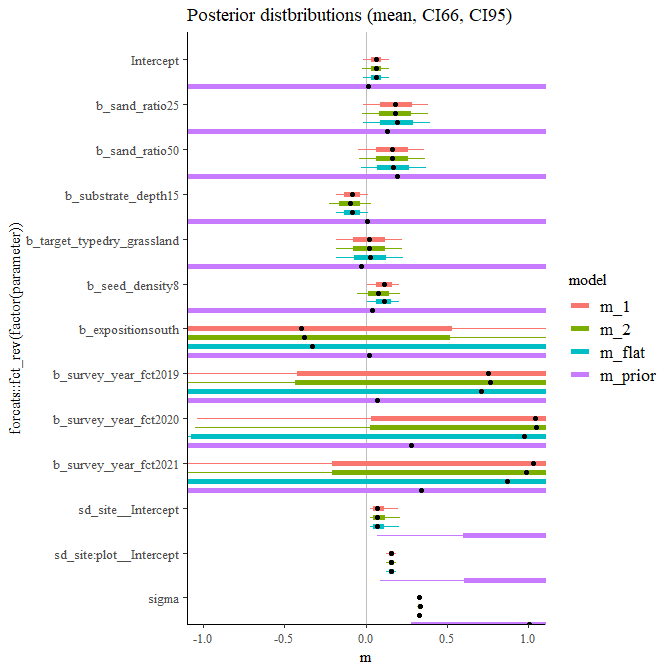 Posterior distbributions (mean, CI66, CI95)
Intercept
b_sand_ratio25
b_sand_ratio50
b_substrate_depth15
b_target_typedry_grassland
b_seed_density8
b_expositionsouth
b_survey_year_fct2019
b_survey_year_fct2020
b_survey_year_fct2021
sd_site__Intercept
sd_site:plot__Intercept
sigma
forcats::fct_rev(factor(parameter))
-1.0 -0.5 0.0 0.5 1.0
m
model
m_1
m_2
m_flat
m_prior